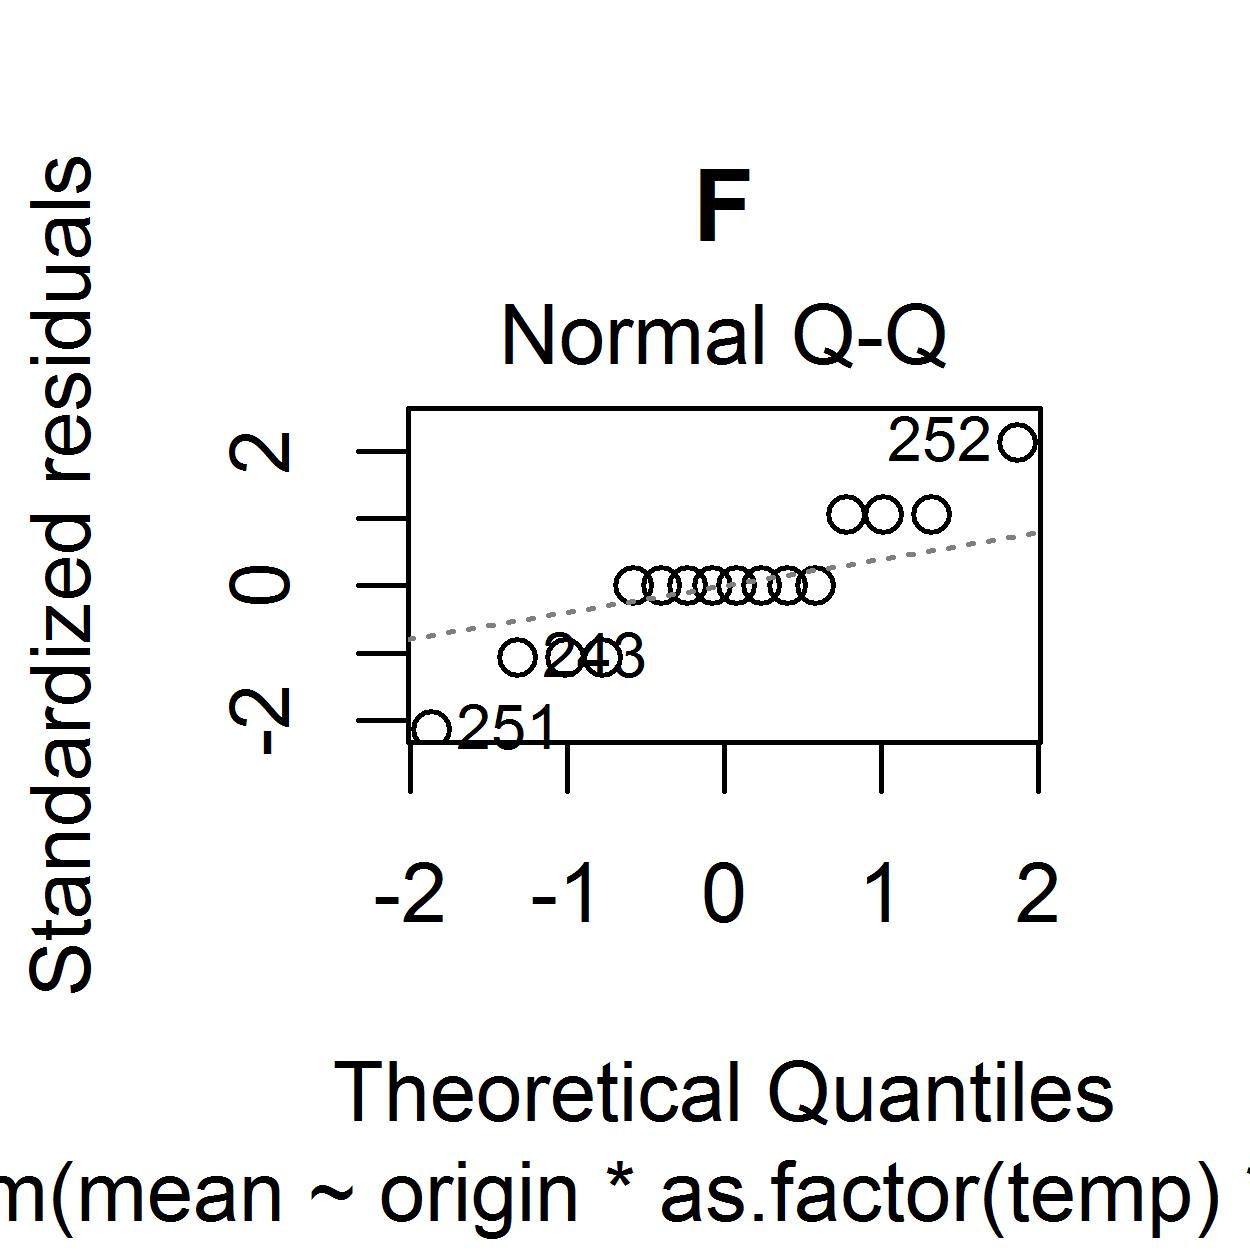 F
Normal Q-Q
Standardized residuals
2
0
-2
252
243
251
-2 -1 0 1 2
Theoretical Quantiles
m(mean ~ origin * as.factor(temp) *